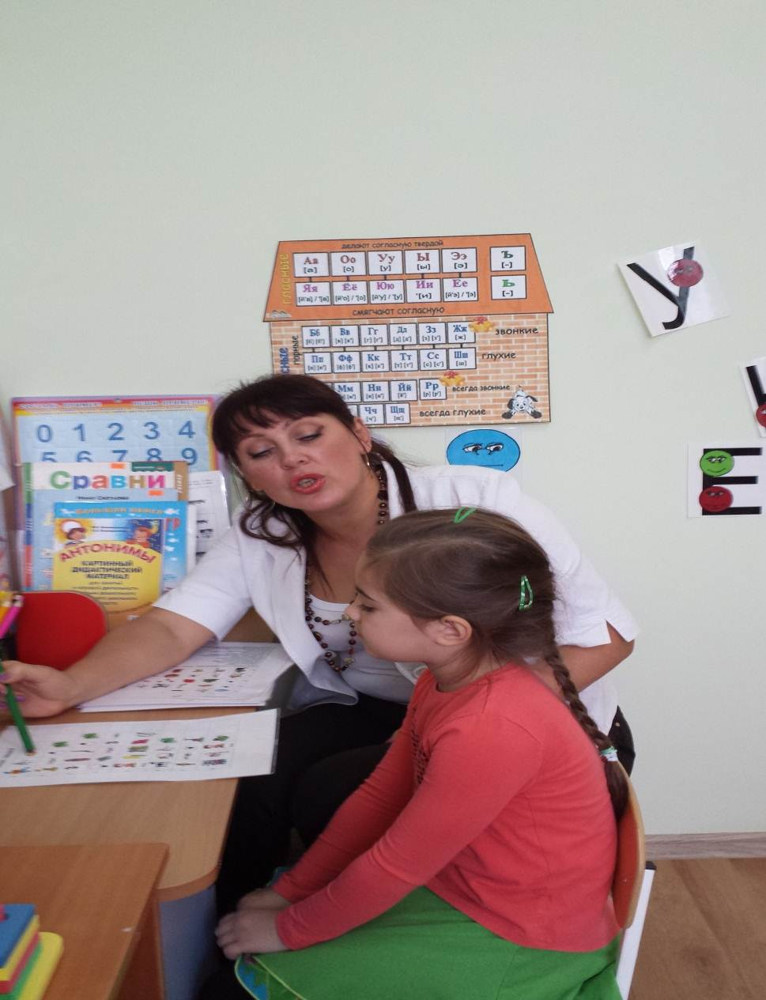 делают согласную твердой
гласные
Аа Оо Уу Ы Ээ Ъ
[а] [о] [у] [ы] [э] [–]
Яя Ёё Юю Ии Ее Ь
[й'а] / '[а] [й'о] / '[о] [й'у] / '[у] '[и] [й'э] / '[э] [–]
смягчают согласную
Бб Вв Гг Дд Зз Жж звонкие
[б] [б'] [в] [в'] [г] [г'] [д] [д'] [з] [з'] [ж]
Пп Фф Кк Тт Сс Шш глухие
[п] [п'] [ф] [ф'] [к] [к'] [т] [т'] [с] [с'] [ш]
сные
парные
Мм Нн Йй Рр всегда звонкие
[н] [н'] [й'] [р] [р']
Чч Щщ всегда глухие
[ч'] [щ']
У
Е
0 1 2 3 4
5 6 7 8 9
Сравни
АНТОНИМЫ
КАРТИННЫЙ
ДИДАКТИЧЕСКИЙ
МАТЕРИАЛ